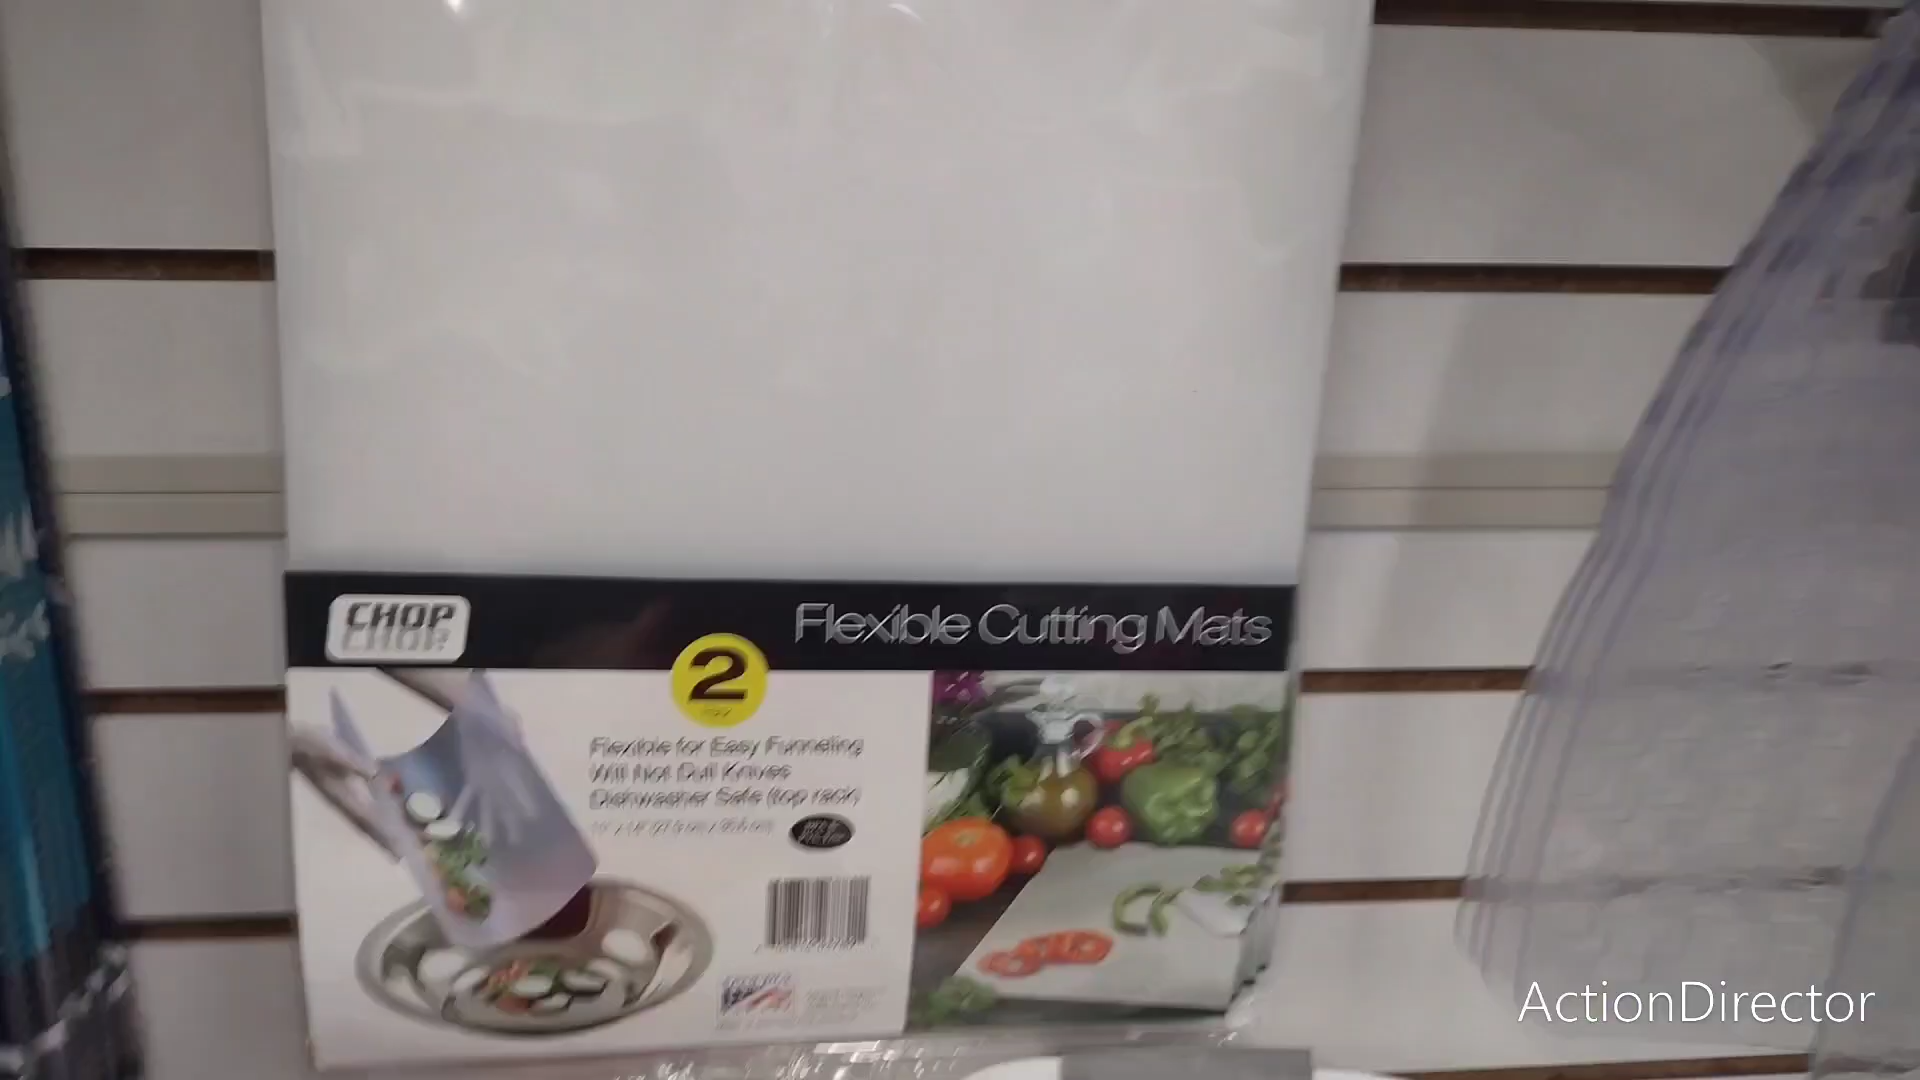 CHOP
CHOP
Flexible Cutting Mats
2
Flexible for Easy Funneling
Will Not Dull Knives
Dishwasher Safe (top rack)
ActionDirector